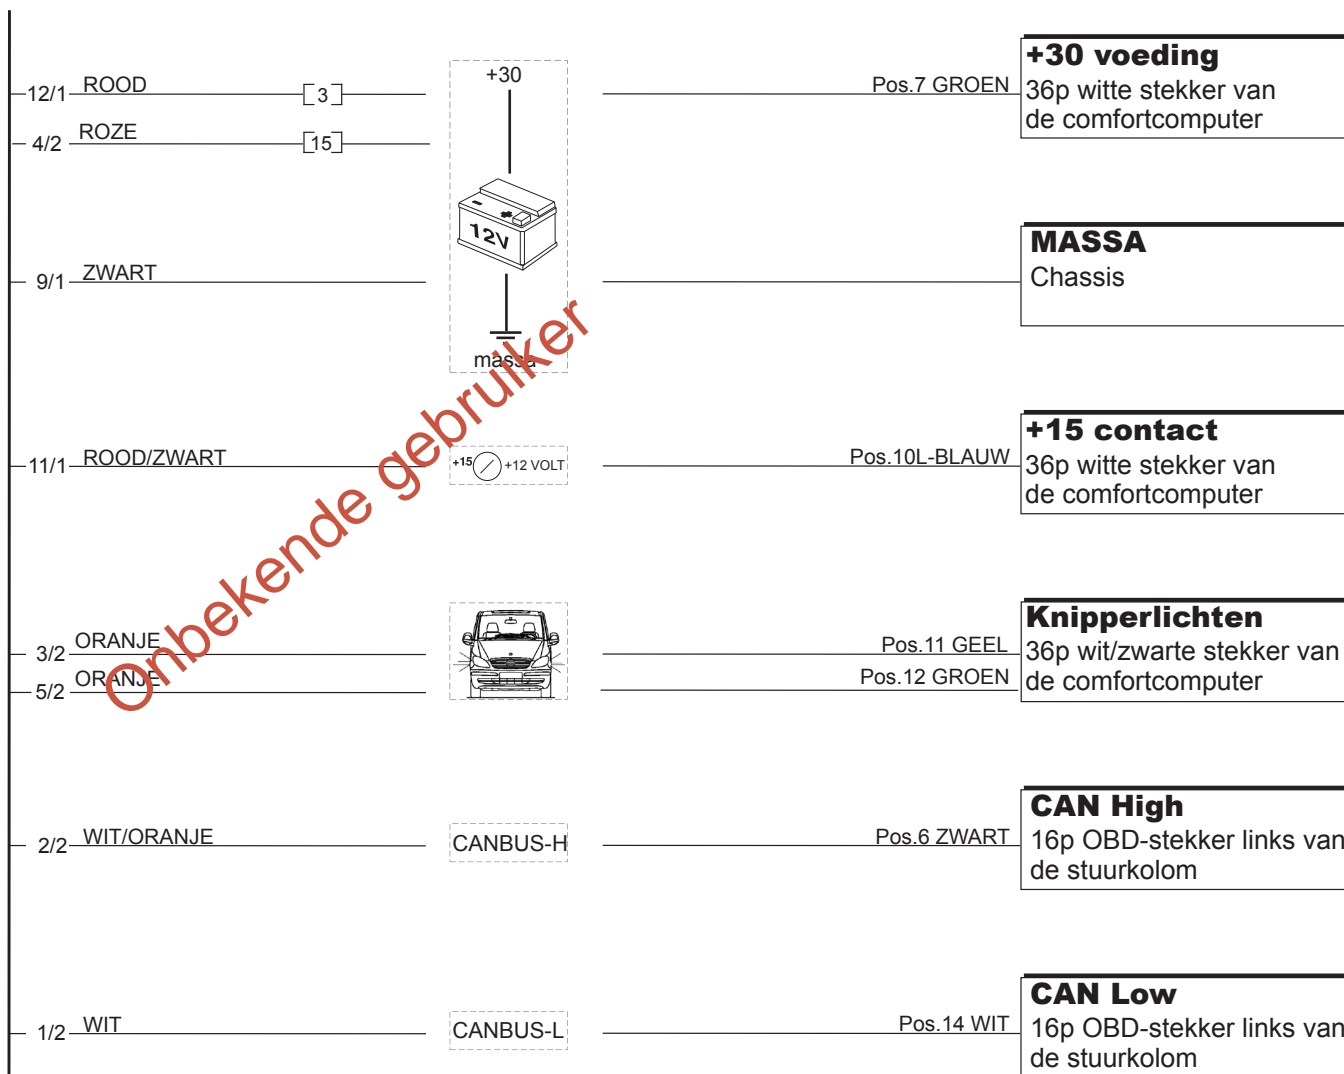 12/1 ROOD [3] +30 Pos.7 GROEN
+30 voeding
36p witte stekker van
de comfortcomputer
4/2 ROZE [15]
12V
9/1 ZWART
massa
MASSA
Chassis
11/1 ROOD/ZWART +15 +12 VOLT Pos.10L-BLAUW
+15 contact
36p witte stekker van
de comfortcomputer
3/2 ORANJE Pos.11 GEEL
5/2 ORANJE Pos.12 GROEN
Knipperlichten
36p wit/zwarte stekker van
de comfortcomputer
2/2 WIT/ORANJE CANBUS-H Pos.6 ZWART
CAN High
16p OBD-stekker links van
de stuurkolom
1/2 WIT CANBUS-L Pos.14 WIT
CAN Low
16p OBD-stekker links van
de stuurkolom
Onbekende gebruiker